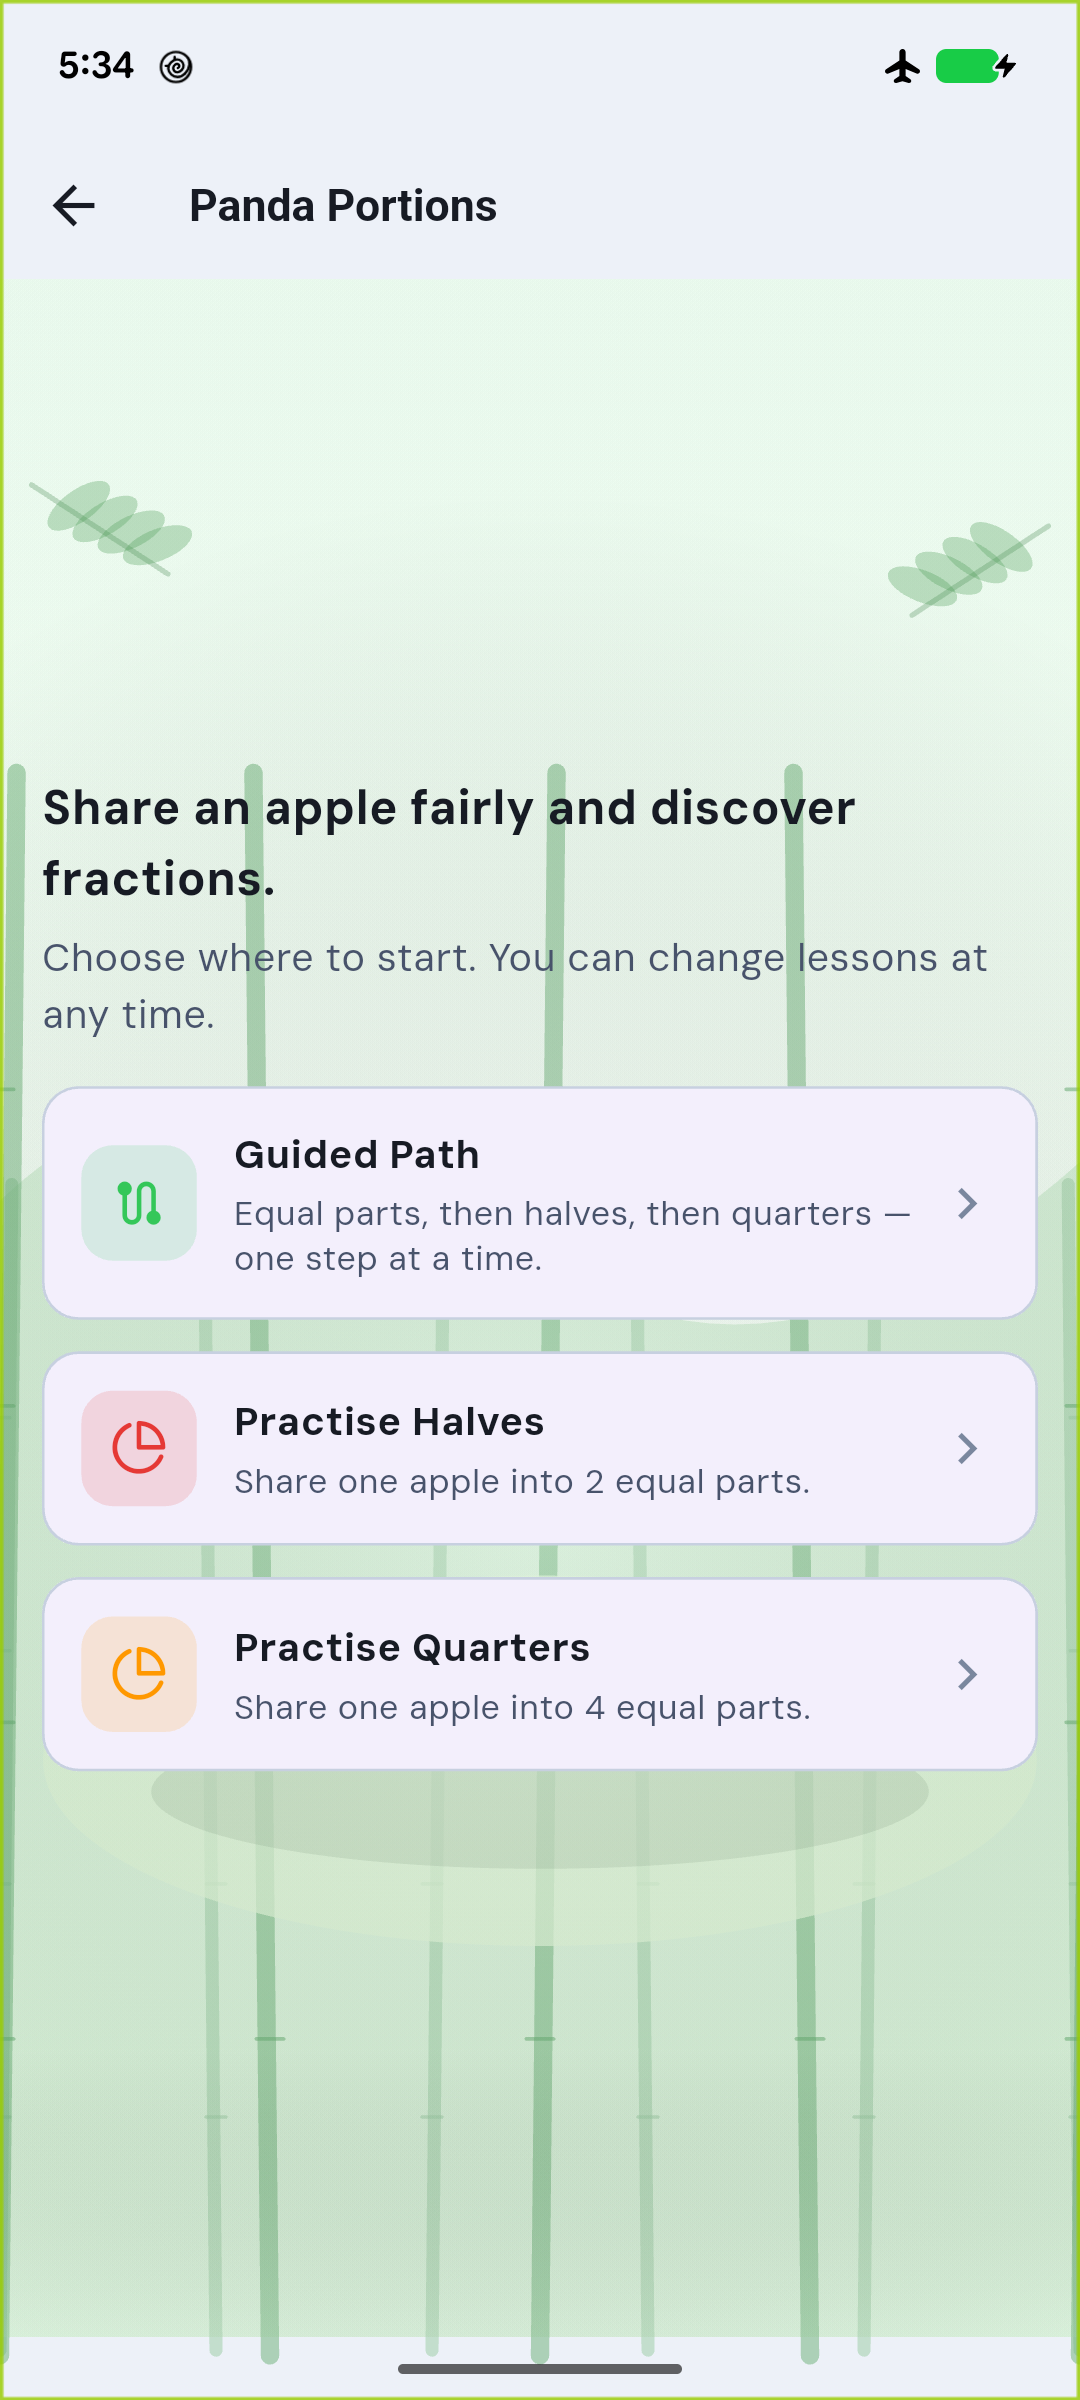 5:34
Panda Portions
Share an apple fairly and discover
fractions.
Choose where to start. You can change lessons at
any time.
Guided Path
Equal parts, then halves, then quarters —
one step at a time.
Practise Halves
Share one apple into 2 equal parts.
Practise Quarters
Share one apple into 4 equal parts.